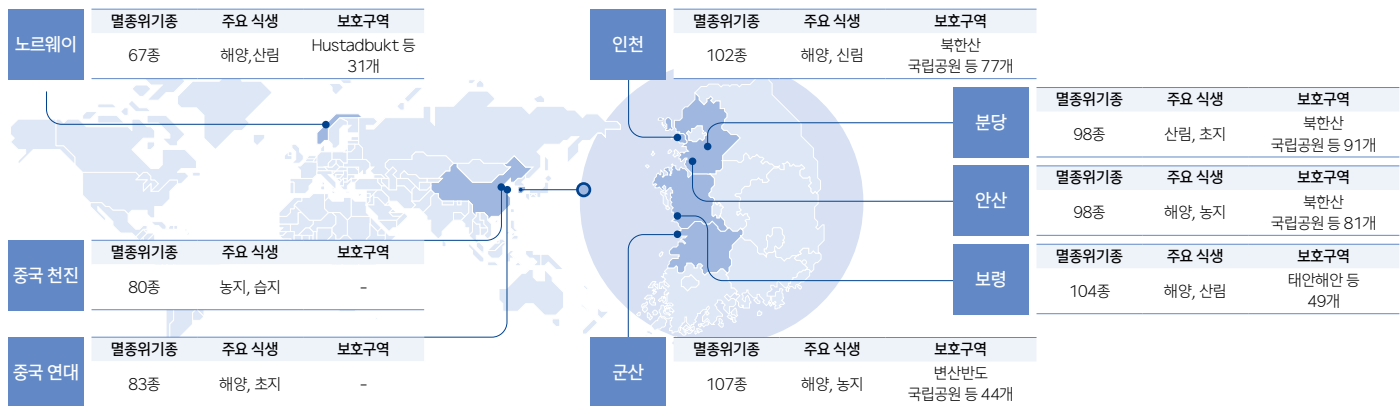 노르웨이
멸종위기종 주요 식생 보호구역
67종 해양,산림 Hustadbukt 등
31개
중국 천진
멸종위기종 주요 식생 보호구역
80종 농지, 습지 -
중국 연대
멸종위기종 주요 식생 보호구역
83종 해양, 초지 -
인천
멸종위기종 주요 식생 보호구역
102종 해양, 신림 북한산
국립공원 등 77개
분당
멸종위기종 주요 식생 보호구역
98종 산림, 초지 북한산
국립공원 등 91개
안산
멸종위기종 주요 식생 보호구역
98종 해양, 농지 북한산
국립공원 등 81개
보령
멸종위기종 주요 식생 보호구역
104종 해양, 산림 태안해안 등
49개
군산
멸종위기종 주요 식생 보호구역
107종 해양, 농지 변산반도
국립공원 등 44개